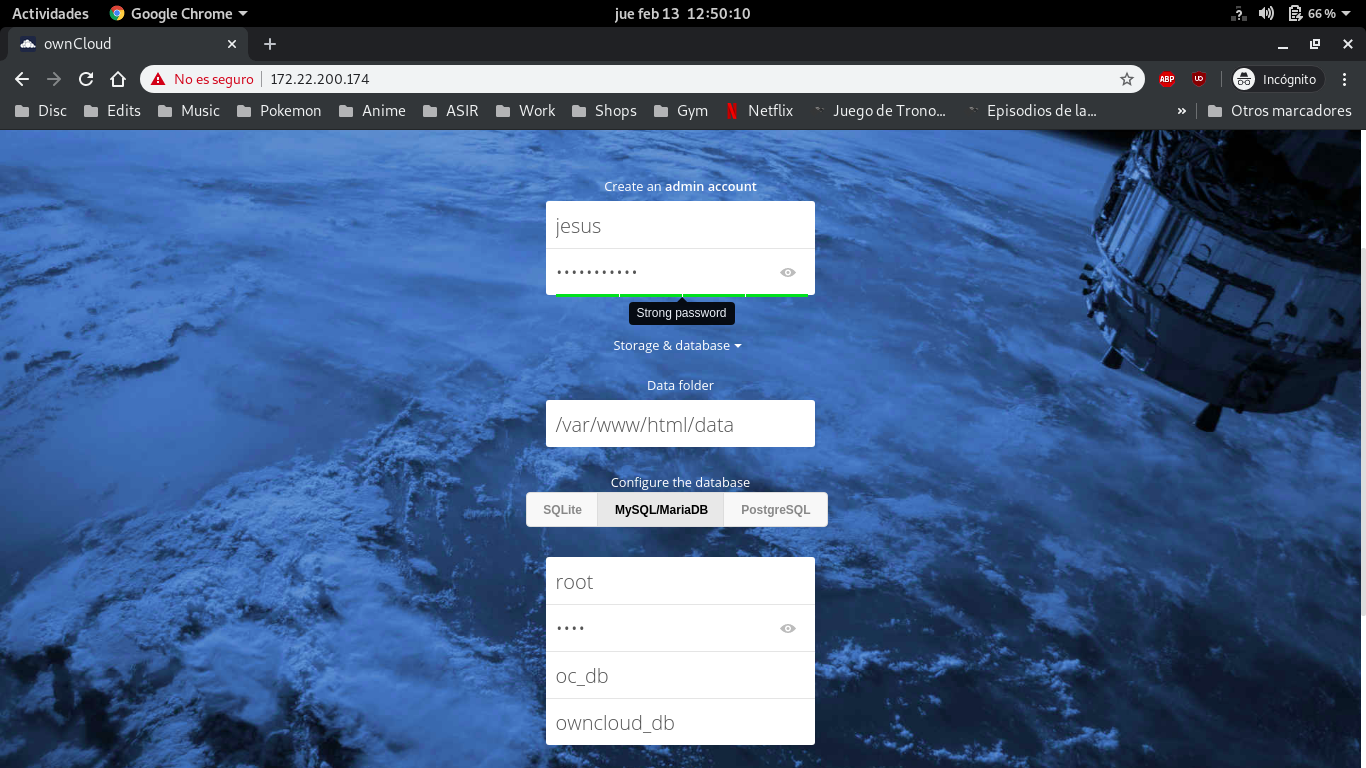 Actividades Google Chrome jue feb 13 12:50:10 66 %
ownCloud
No es seguro 172.22.200.174 ABP UD Incógnito
Disc Edits Music Pokemon Anime ASIR Work Shops Gym Netflix Juego de Trono... Episodios de la... » Otros marcadores
Create an admin account
jesus
•••••••••••
Strong password
Storage & database
Data folder
/var/www/html/data
Configure the database
SQLite MySQL/MariaDB PostgreSQL
root
••••
oc_db
owncloud_db